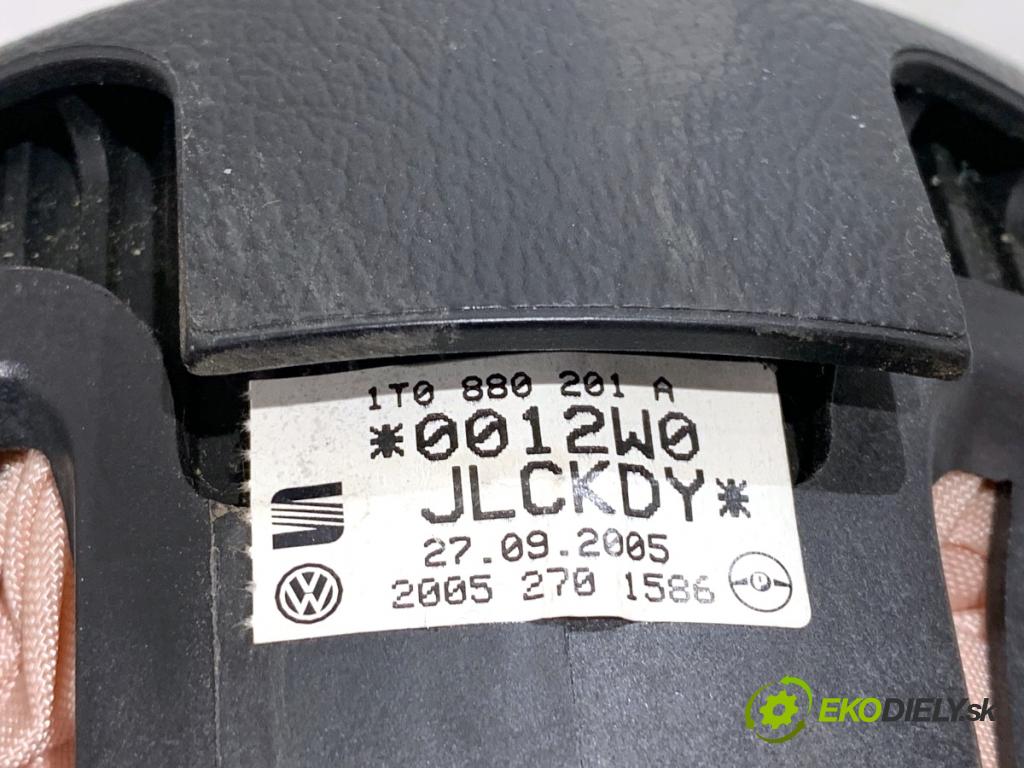 1T0 880 201 A
*0012W0
JLCKDY*
27.09.2005
2005 270 1586
EKODIELY.sk